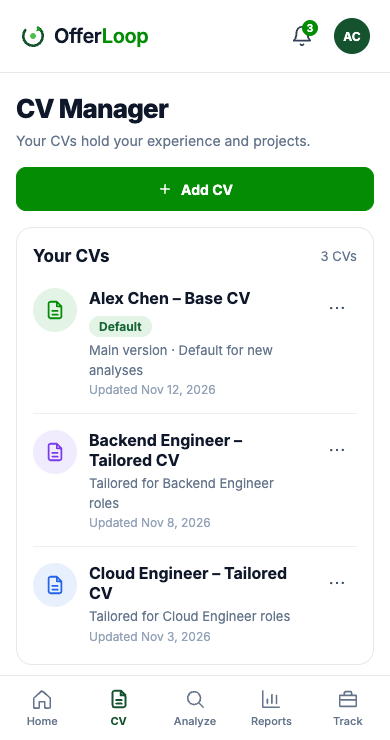 OfferLoop
3
AC
CV Manager
Your CVs hold your experience and projects.
+ Add CV
Your CVs
3 CVs
Alex Chen – Base CV
...
Default
Main version · Default for new
analyses
Updated Nov 12, 2026
Backend Engineer –
Tailored CV
...
Tailored for Backend Engineer
roles
Updated Nov 8, 2026
Cloud Engineer – Tailored
CV
...
Tailored for Cloud Engineer roles
Updated Nov 3, 2026
Home
CV
Analyze
Reports
Track